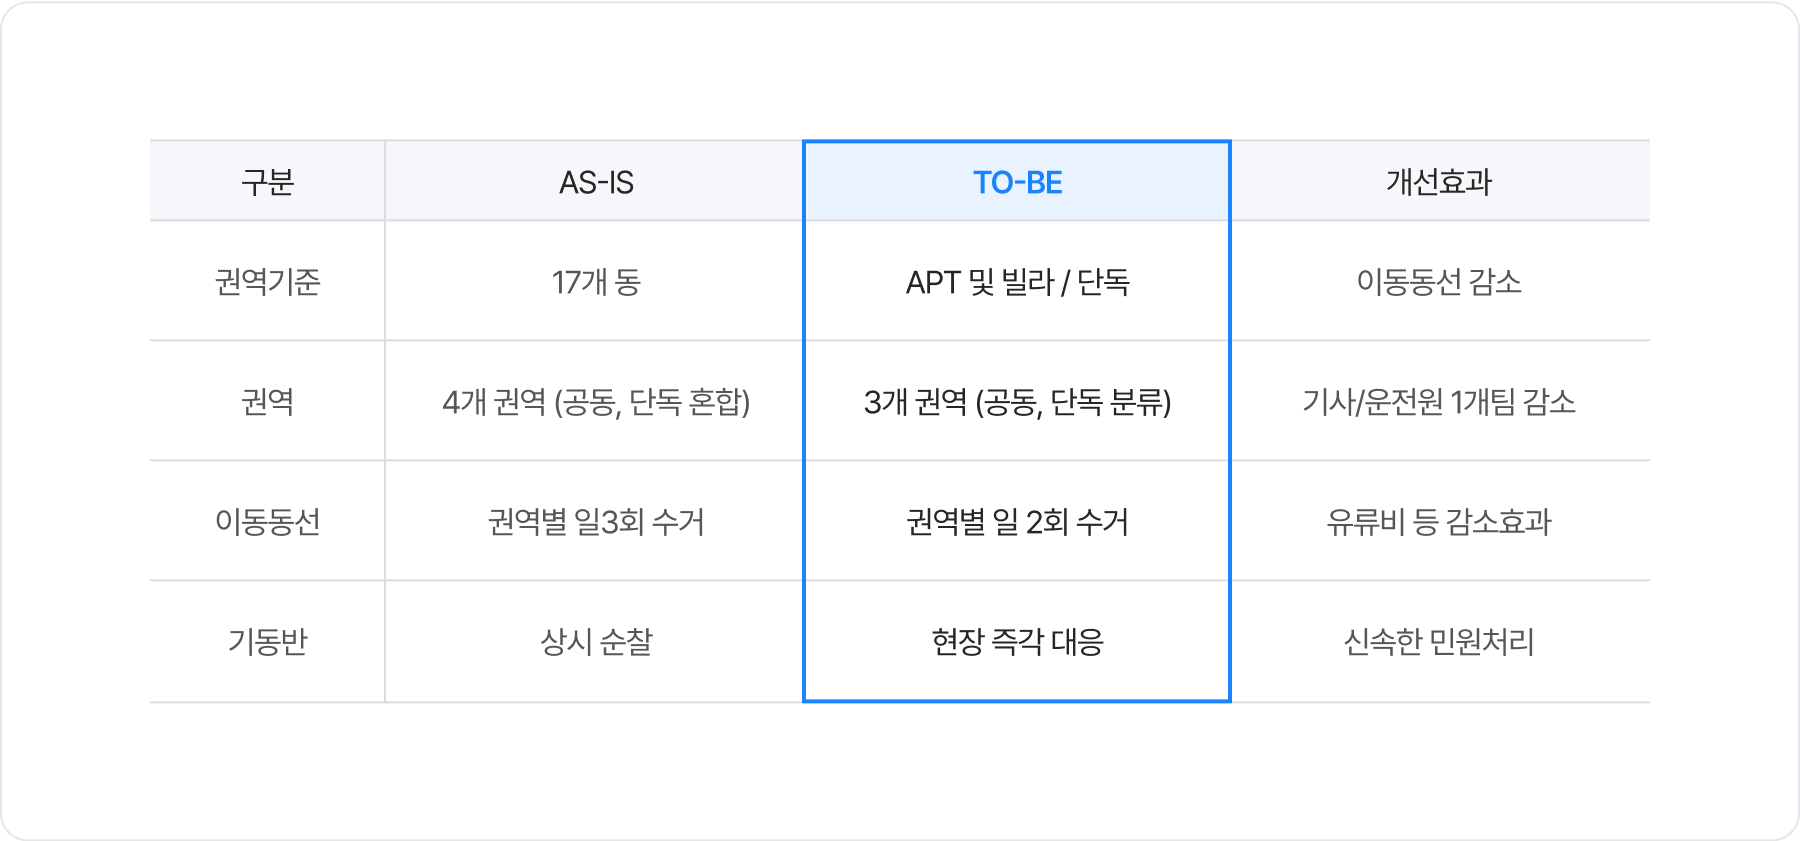 구분 AS-IS TO-BE 개선효과
권역기준 17개 동 APT 및 빌라 / 단독 이동동선 감소
권역 4개 권역 (공동, 단독 혼합) 3개 권역 (공동, 단독 분류) 기사/운전원 1개팀 감소
이동동선 권역별 일3회 수거 권역별 일 2회 수거 유류비 등 감소효과
기동반 상시 순찰 현장 즉각 대응 신속한 민원처리